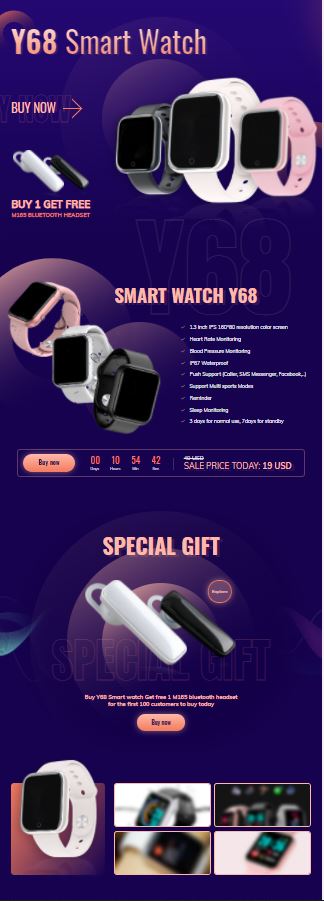 Y68 Smart Watch
BUY NOW
BUY NOW
BUY 1 GET FREE
M165 BLUETOOTH HEADSET
Y68
SMART WATCH Y68
1.3 inch IPS 160*80 resolution color screen
Heart Rate Monitoring
Blood Pressure Monitoring
IP67 Waterproof
Push Support (Caller, SMS Messenger, Facebook,..)
Support Multi sports Modes
Reminder
Sleep Monitoring
3 days for normal use, 7days for standby
Buy now
00 10 54 42
Days Hours Min Sec
40 USD
SALE PRICE TODAY: 19 USD
SPECIAL GIFT
SPECIAL GIFT
Buy Y68 Smart watch Get free 1 M165 bluetooth headset
for the first 100 customers to buy today
Buy now